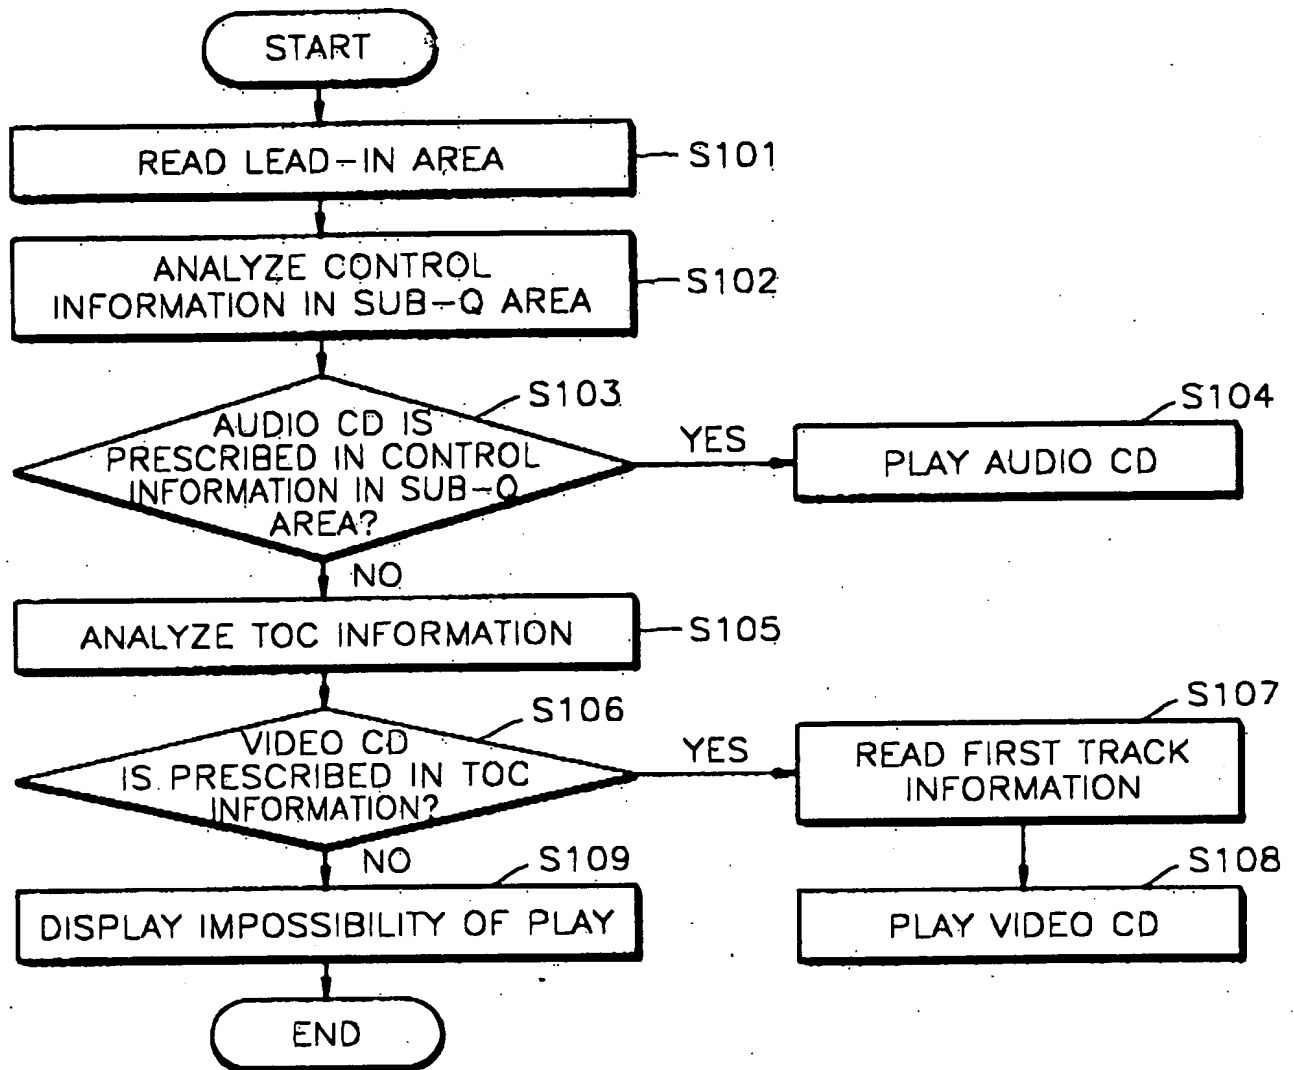 START
READ LEAD-IN AREA
S101
ANALYZE CONTROL
INFORMATION IN SUB-Q AREA
S102
S103
AUDIO CD IS
PRESCRIBED IN CONTROL
INFORMATION IN SUB-Q
AREA?
YES
S104
PLAY AUDIO CD
NO
ANALYZE TOC INFORMATION
S105
S106
VIDEO CD
IS PRESCRIBED IN TOC
INFORMATION?
YES
S107
READ FIRST TRACK
INFORMATION
NO
S109
DISPLAY IMPOSSIBILITY OF PLAY
S108
PLAY VIDEO CD
END